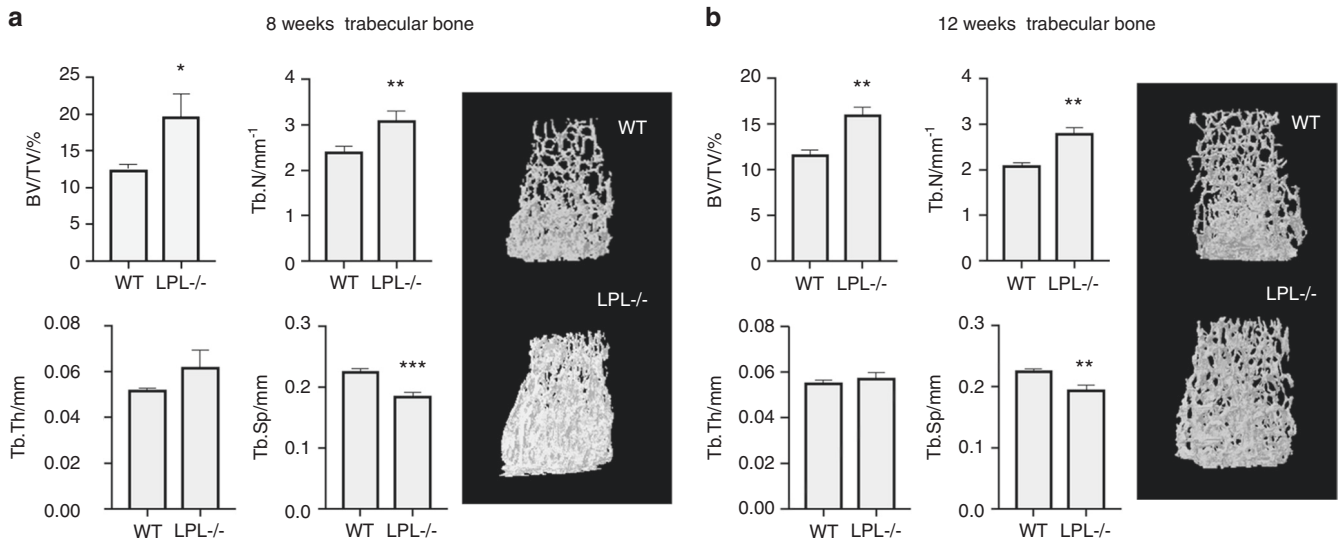 a
8 weeks trabecular bone
25
20
15
10
5
0
BV/TV/%
*
WT LPL-/-
4
3
2
1
0
Tb.N/mm-1
**
WT LPL-/-
WT
LPL-/-
0.08
0.06
0.04
0.02
0.00
Tb.Th/mm
WT LPL-/-
0.3
0.2
0.1
0.0
Tb.Sp/mm
***
WT LPL-/-
b
12 weeks trabecular bone
20
15
10
5
0
BV/TV/%
**
WT LPL-/-
4
3
2
1
0
Tb.N/mm-1
**
WT LPL-/-
WT
LPL-/-
0.08
0.06
0.04
0.02
0.00
Tb.Th/mm
WT LPL-/-
0.3
0.2
0.1
0.0
Tb.Sp/mm
**
WT LPL-/-